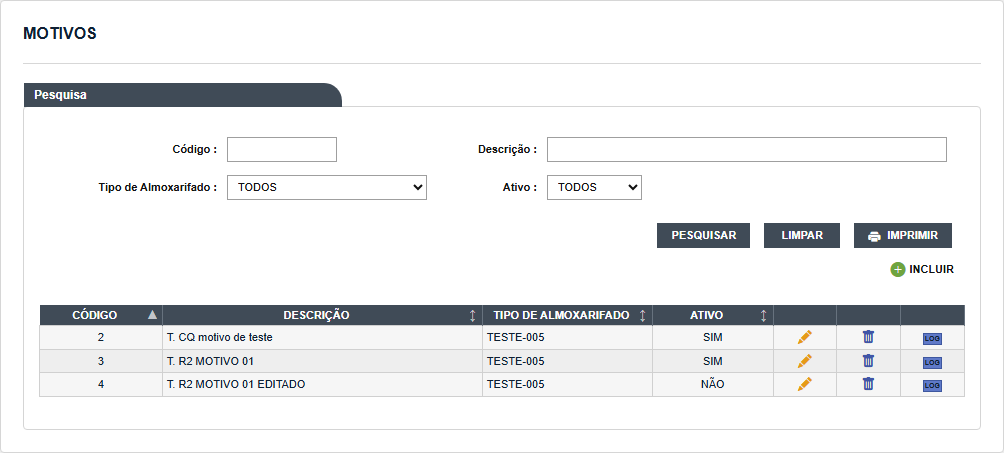 MOTIVOS
Pesquisa
Código :
Descrição :
Tipo de Almoxarifado : TODOS
Ativo : TODOS
PESQUISAR LIMPAR IMPRIMIR
INCLUIR
CÓDIGO DESCRIÇÃO TIPO DE ALMOXARIFADO ATIVO
2 T. CQ motivo de teste TESTE-005 SIM LOG
3 T. R2 MOTIVO 01 TESTE-005 SIM LOG
4 T. R2 MOTIVO 01 EDITADO TESTE-005 NÃO LOG